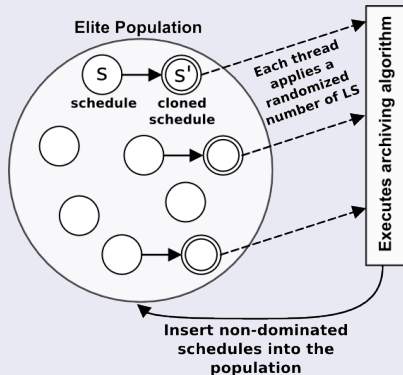 Elite Population
S
S'
schedule
cloned
schedule
Each thread
applies a
randomized
number of LS
Executes archiving algorithm
Insert non-dominated
schedules into the
population